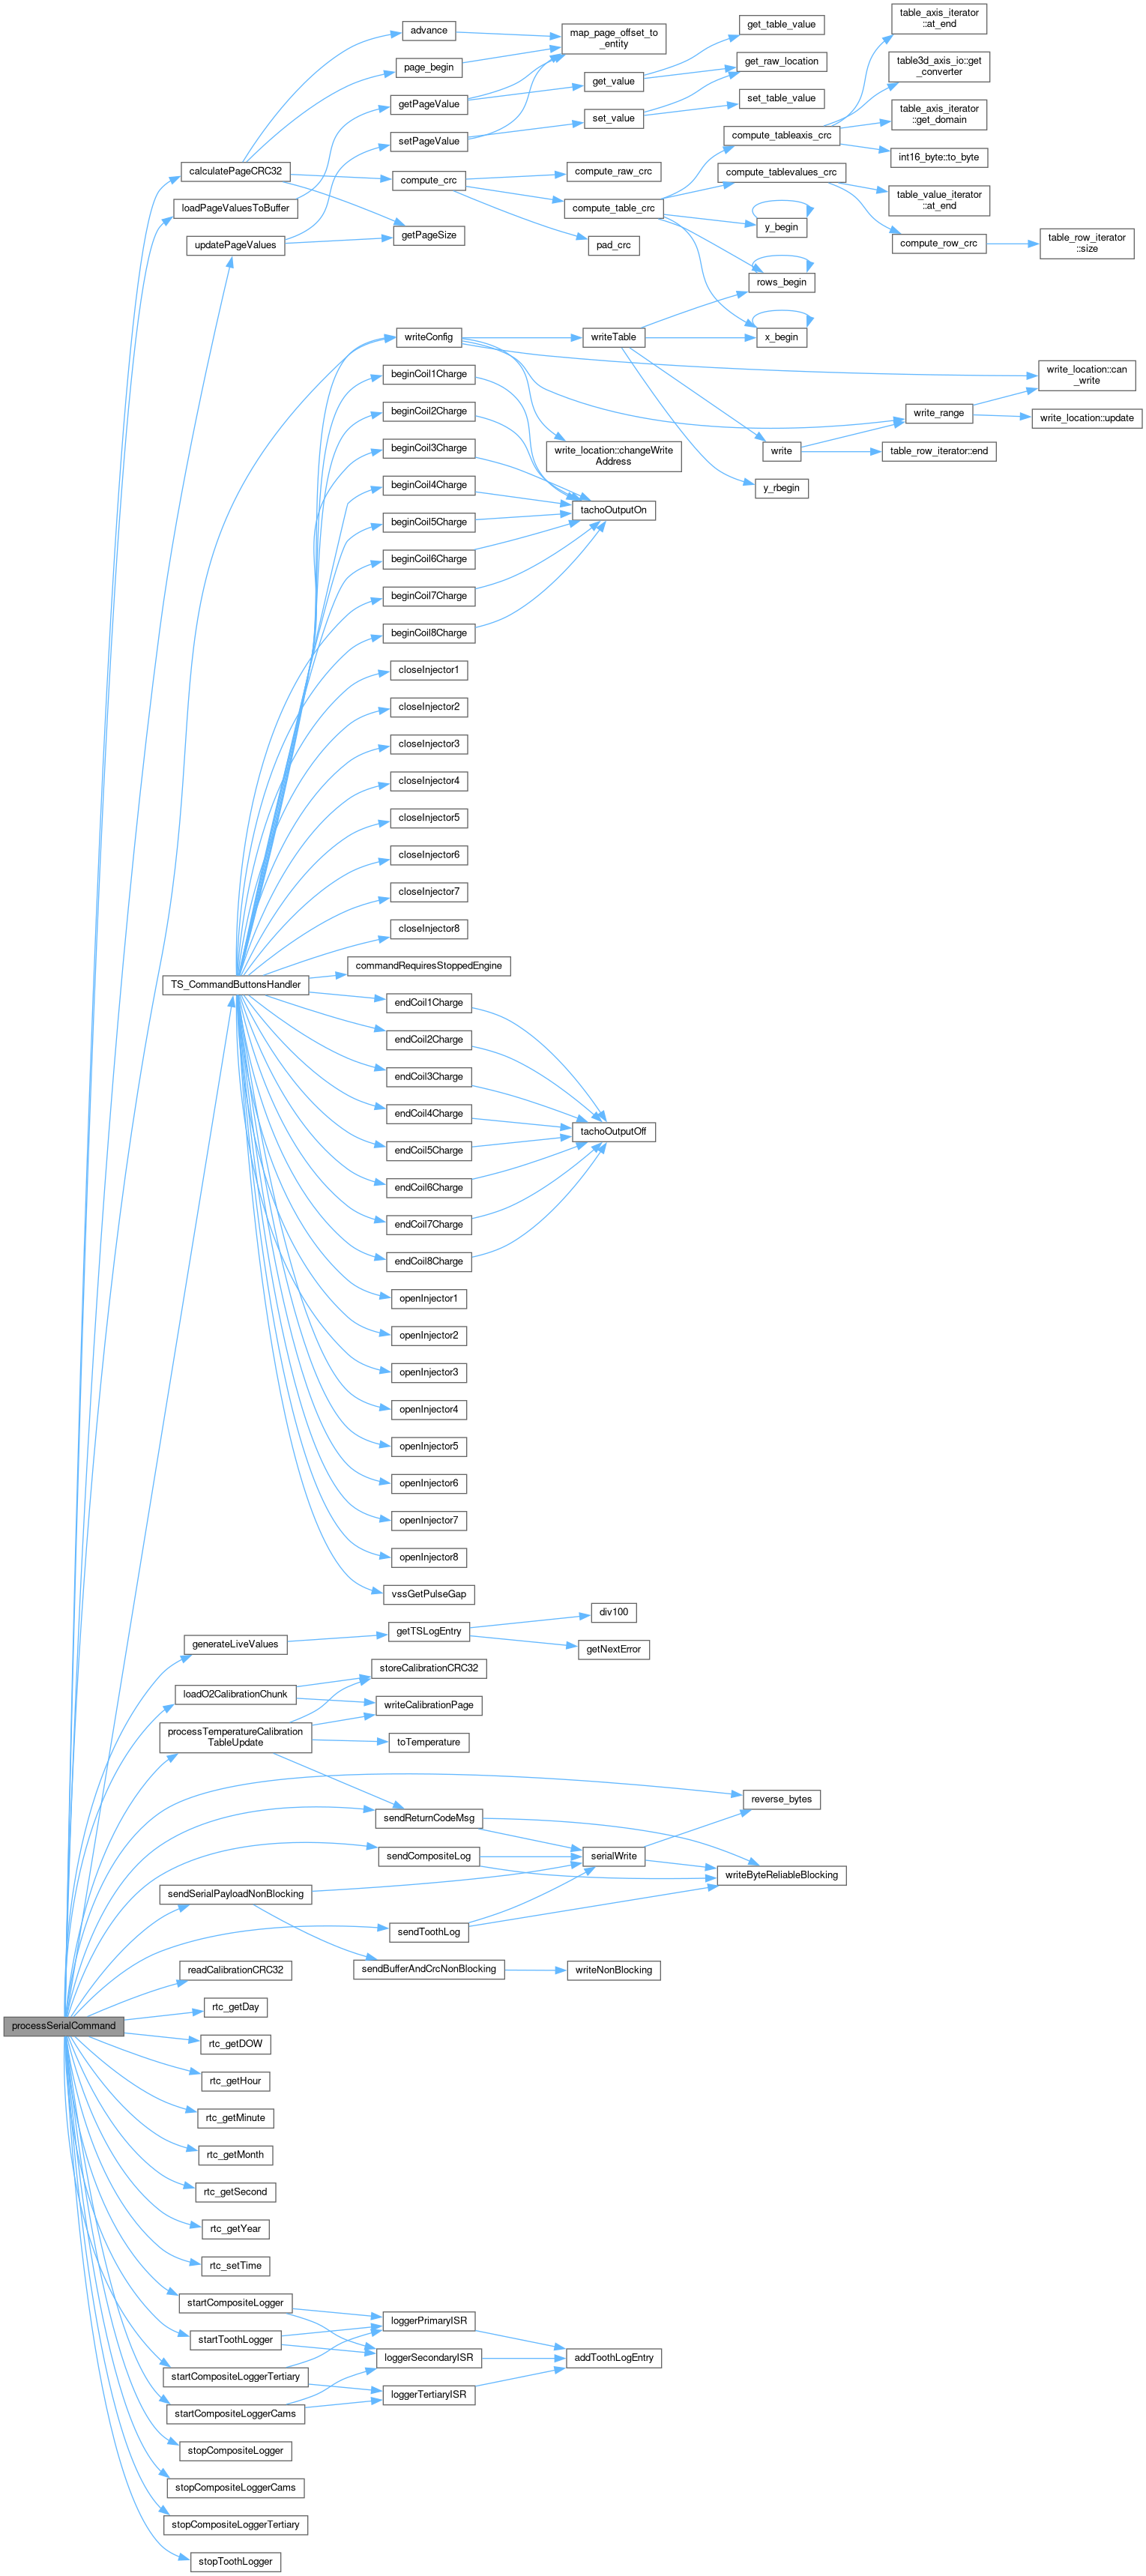 processSerialCommand
calculatePageCRC32
loadPageValuesToBuffer
updatePageValues
advance
page_begin
getPageValue
setPageValue
compute_crc
getPageSize
map_page_offset_to
_entity
get_value
set_value
get_table_value
get_raw_location
set_table_value
compute_raw_crc
compute_table_crc
pad_crc
compute_tableaxis_crc
compute_tablevalues_crc
y_begin
rows_begin
x_begin
table_axis_iterator
::at_end
table3d_axis_io::get
_converter
table_axis_iterator
::get_domain
int16_byte::to_byte
table_value_iterator
::at_end
compute_row_crc
table_row_iterator
::size
writeConfig
writeTable
write_location::can
_write
write_range
write_location::update
write
table_row_iterator::end
y_rbegin
write_location::changeWrite
Address
beginCoil1Charge
beginCoil2Charge
beginCoil3Charge
beginCoil4Charge
beginCoil5Charge
beginCoil6Charge
beginCoil7Charge
beginCoil8Charge
tachoOutputOn
closeInjector1
closeInjector2
closeInjector3
closeInjector4
closeInjector5
closeInjector6
closeInjector7
closeInjector8
TS_CommandButtonsHandler
commandRequiresStoppedEngine
endCoil1Charge
endCoil2Charge
endCoil3Charge
endCoil4Charge
endCoil5Charge
endCoil6Charge
endCoil7Charge
endCoil8Charge
tachoOutputOff
openInjector1
openInjector2
openInjector3
openInjector4
openInjector5
openInjector6
openInjector7
openInjector8
vssGetPulseGap
generateLiveValues
getTSLogEntry
div100
getNextError
loadO2CalibrationChunk
storeCalibrationCRC32
writeCalibrationPage
processTemperatureCalibration
TableUpdate
toTemperature
sendReturnCodeMsg
sendCompositeLog
serialWrite
reverse_bytes
writeByteReliableBlocking
sendSerialPayloadNonBlocking
sendToothLog
sendBufferAndCrcNonBlocking
writeNonBlocking
readCalibrationCRC32
rtc_getDay
rtc_getDOW
rtc_getHour
rtc_getMinute
rtc_getMonth
rtc_getSecond
rtc_getYear
rtc_setTime
startCompositeLogger
startToothLogger
startCompositeLoggerTertiary
startCompositeLoggerCams
loggerPrimaryISR
loggerSecondaryISR
loggerTertiaryISR
addToothLogEntry
stopCompositeLogger
stopCompositeLoggerCams
stopCompositeLoggerTertiary
stopToothLogger